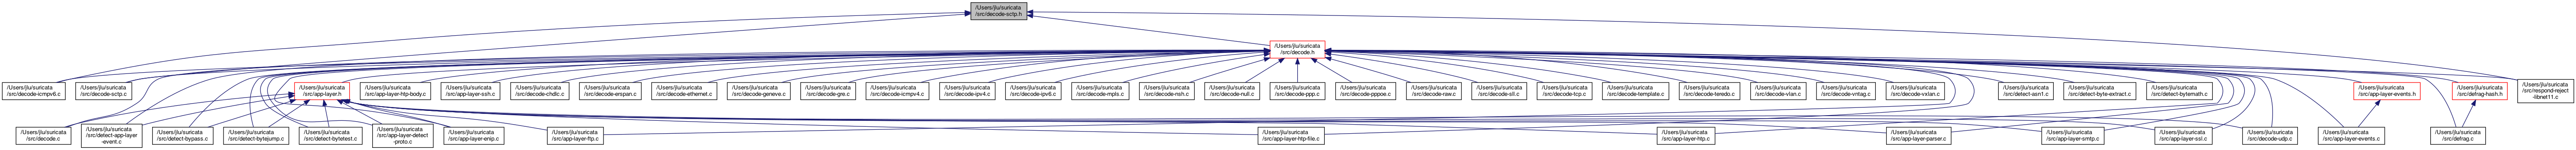 /Users/jlu/suricata
/src/decode-sctp.h
/Users/jlu/suricata
/src/decode.h
/Users/jlu/suricata
/src/decode-icmpv6.c
/Users/jlu/suricata
/src/decode-sctp.c
/Users/jlu/suricata
/src/app-layer.h
/Users/jlu/suricata
/src/app-layer-htp-body.c
/Users/jlu/suricata
/src/app-layer-ssh.c
/Users/jlu/suricata
/src/decode-chdlc.c
/Users/jlu/suricata
/src/decode-erspan.c
/Users/jlu/suricata
/src/decode-ethernet.c
/Users/jlu/suricata
/src/decode-geneve.c
/Users/jlu/suricata
/src/decode-gre.c
/Users/jlu/suricata
/src/decode-icmpv4.c
/Users/jlu/suricata
/src/decode-ipv4.c
/Users/jlu/suricata
/src/decode-ipv6.c
/Users/jlu/suricata
/src/decode-mpls.c
/Users/jlu/suricata
/src/decode-nsh.c
/Users/jlu/suricata
/src/decode-null.c
/Users/jlu/suricata
/src/decode-ppp.c
/Users/jlu/suricata
/src/decode-pppoe.c
/Users/jlu/suricata
/src/decode-raw.c
/Users/jlu/suricata
/src/decode-sll.c
/Users/jlu/suricata
/src/decode-tcp.c
/Users/jlu/suricata
/src/decode-template.c
/Users/jlu/suricata
/src/decode-teredo.c
/Users/jlu/suricata
/src/decode-vlan.c
/Users/jlu/suricata
/src/decode-vntag.c
/Users/jlu/suricata
/src/decode-vxlan.c
/Users/jlu/suricata
/src/detect-asn1.c
/Users/jlu/suricata
/src/detect-byte-extract.c
/Users/jlu/suricata
/src/detect-bytemath.c
/Users/jlu/suricata
/src/app-layer-events.h
/Users/jlu/suricata
/src/defrag-hash.h
/Users/jlu/suricata
/src/respond-reject
-libnet11.c
/Users/jlu/suricata
/src/decode.c
/Users/jlu/suricata
/src/detect-app-layer
-event.c
/Users/jlu/suricata
/src/detect-bypass.c
/Users/jlu/suricata
/src/detect-bytejump.c
/Users/jlu/suricata
/src/detect-bytetest.c
/Users/jlu/suricata
/src/app-layer-detect
-proto.c
/Users/jlu/suricata
/src/app-layer-enip.c
/Users/jlu/suricata
/src/app-layer-ftp.c
/Users/jlu/suricata
/src/app-layer-htp-file.c
/Users/jlu/suricata
/src/app-layer-htp.c
/Users/jlu/suricata
/src/app-layer-parser.c
/Users/jlu/suricata
/src/app-layer-smtp.c
/Users/jlu/suricata
/src/app-layer-ssl.c
/Users/jlu/suricata
/src/decode-udp.c
/Users/jlu/suricata
/src/app-layer-events.c
/Users/jlu/suricata
/src/defrag.c